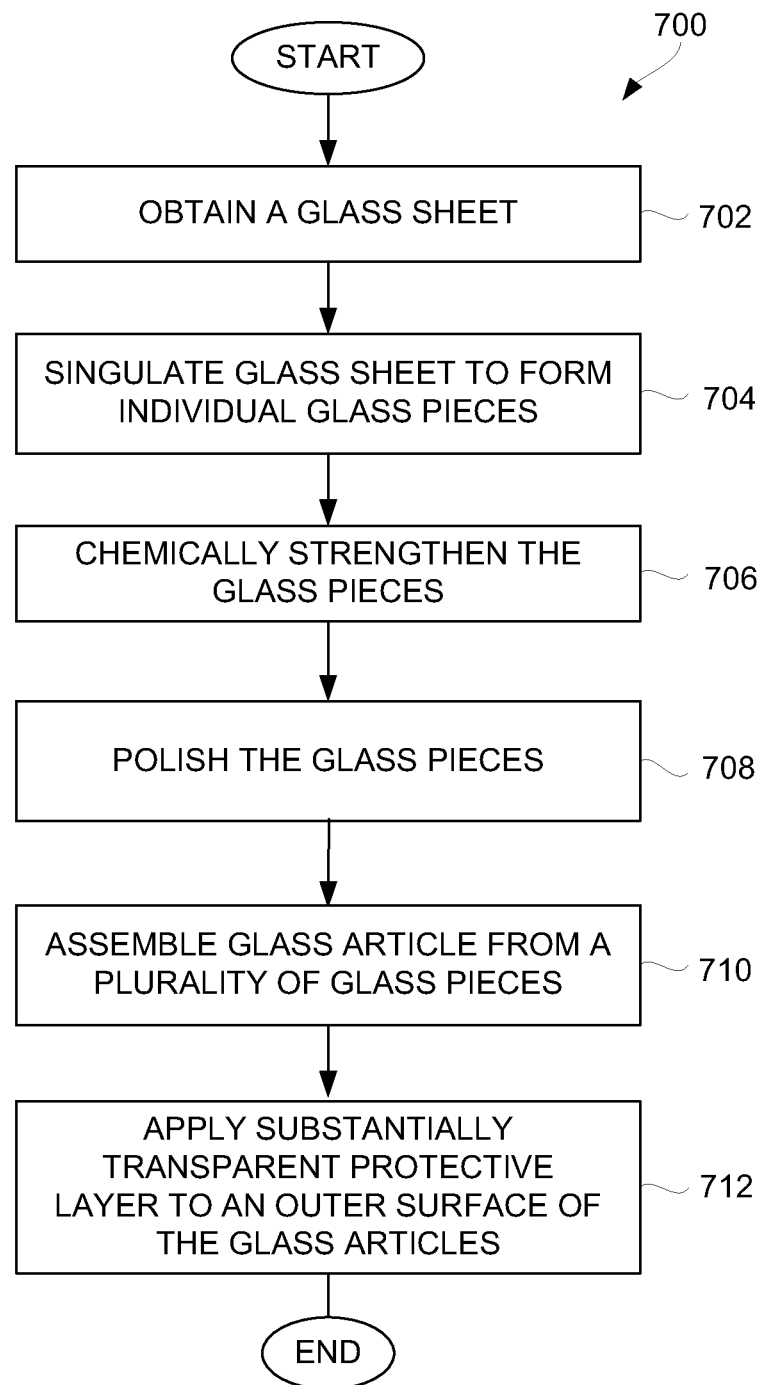 700
START
OBTAIN A GLASS SHEET
702
SINGULATE GLASS SHEET TO FORM
INDIVIDUAL GLASS PIECES
704
CHEMICALLY STRENGTHEN THE
GLASS PIECES
706
POLISH THE GLASS PIECES
708
ASSEMBLE GLASS ARTICLE FROM A
PLURALITY OF GLASS PIECES
710
APPLY SUBSTANTIALLY
TRANSPARENT PROTECTIVE
LAYER TO AN OUTER SURFACE OF
THE GLASS ARTICLES
712
END